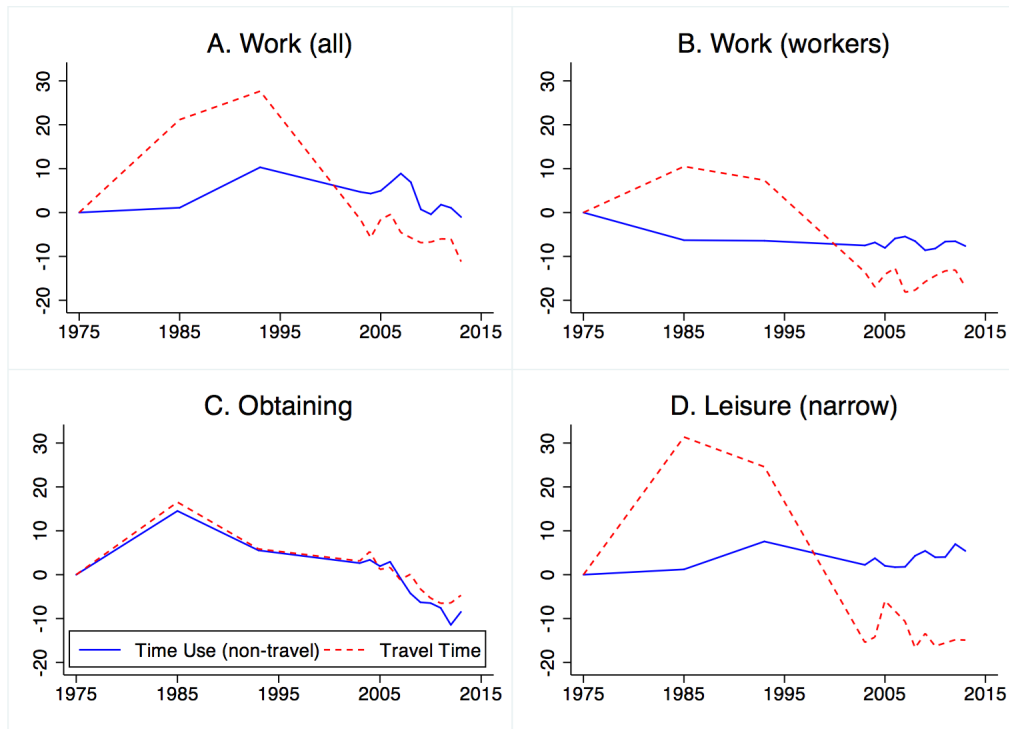 A. Work (all)
30
20
10
0
-10
-20
1975 1985 1995 2005 2015
B. Work (workers)
30
20
10
0
-10
-20
1975 1985 1995 2005 2015
C. Obtaining
30
20
10
0
-10
-20
Time Use (non-travel) Travel Time
1975 1985 1995 2005 2015
D. Leisure (narrow)
30
20
10
0
-10
-20
1975 1985 1995 2005 2015